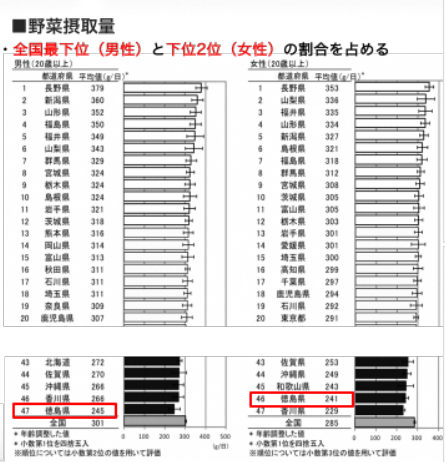 ■野菜摂取量
・全国最下位（男性）と下位2位（女性）の割合を占める
男性(20歳以上)
都道府県 平均値(g/日)*
1 長野県 379
2 新潟県 360
3 山形県 352
4 福島県 350
5 福井県 349
6 山梨県 343
7 群馬県 329
8 宮城県 324
9 栃木県 324
10 島根県 324
11 岩手県 321
12 茨城県 318
13 熊本県 316
14 岡山県 314
15 富山県 313
16 秋田県 311
17 石川県 311
18 埼玉県 311
19 奈良県 309
20 鹿児島県 307
43 北海道 272
44 佐賀県 270
45 沖縄県 266
46 香川県 266
47 徳島県 245
全国 301
0 100 200 300 400 500
(g/日)
* 年齢調整した値
* 小数第1位を四捨五入
※順位については小数第2位の値を用いて評価
女性(20歳以上)
都道府県 平均値(g/日)*
1 長野県 353
2 山梨県 336
3 福井県 335
4 山形県 334
5 新潟県 327
6 島根県 321
7 福島県 318
8 群馬県 312
9 宮城県 308
10 茨城県 305
11 富山県 305
12 栃木県 303
13 岩手県 301
14 愛媛県 301
15 埼玉県 300
16 高知県 299
17 千葉県 297
18 鹿児島県 294
19 石川県 292
20 東京都 291
43 佐賀県 253
44 沖縄県 249
45 和歌山県 243
46 徳島県 241
47 香川県 229
全国 285
0 100 200 300 400
* 年齢調整した値
* 小数第1位を四捨五入
※順位については小数第3位の値を用いて評価